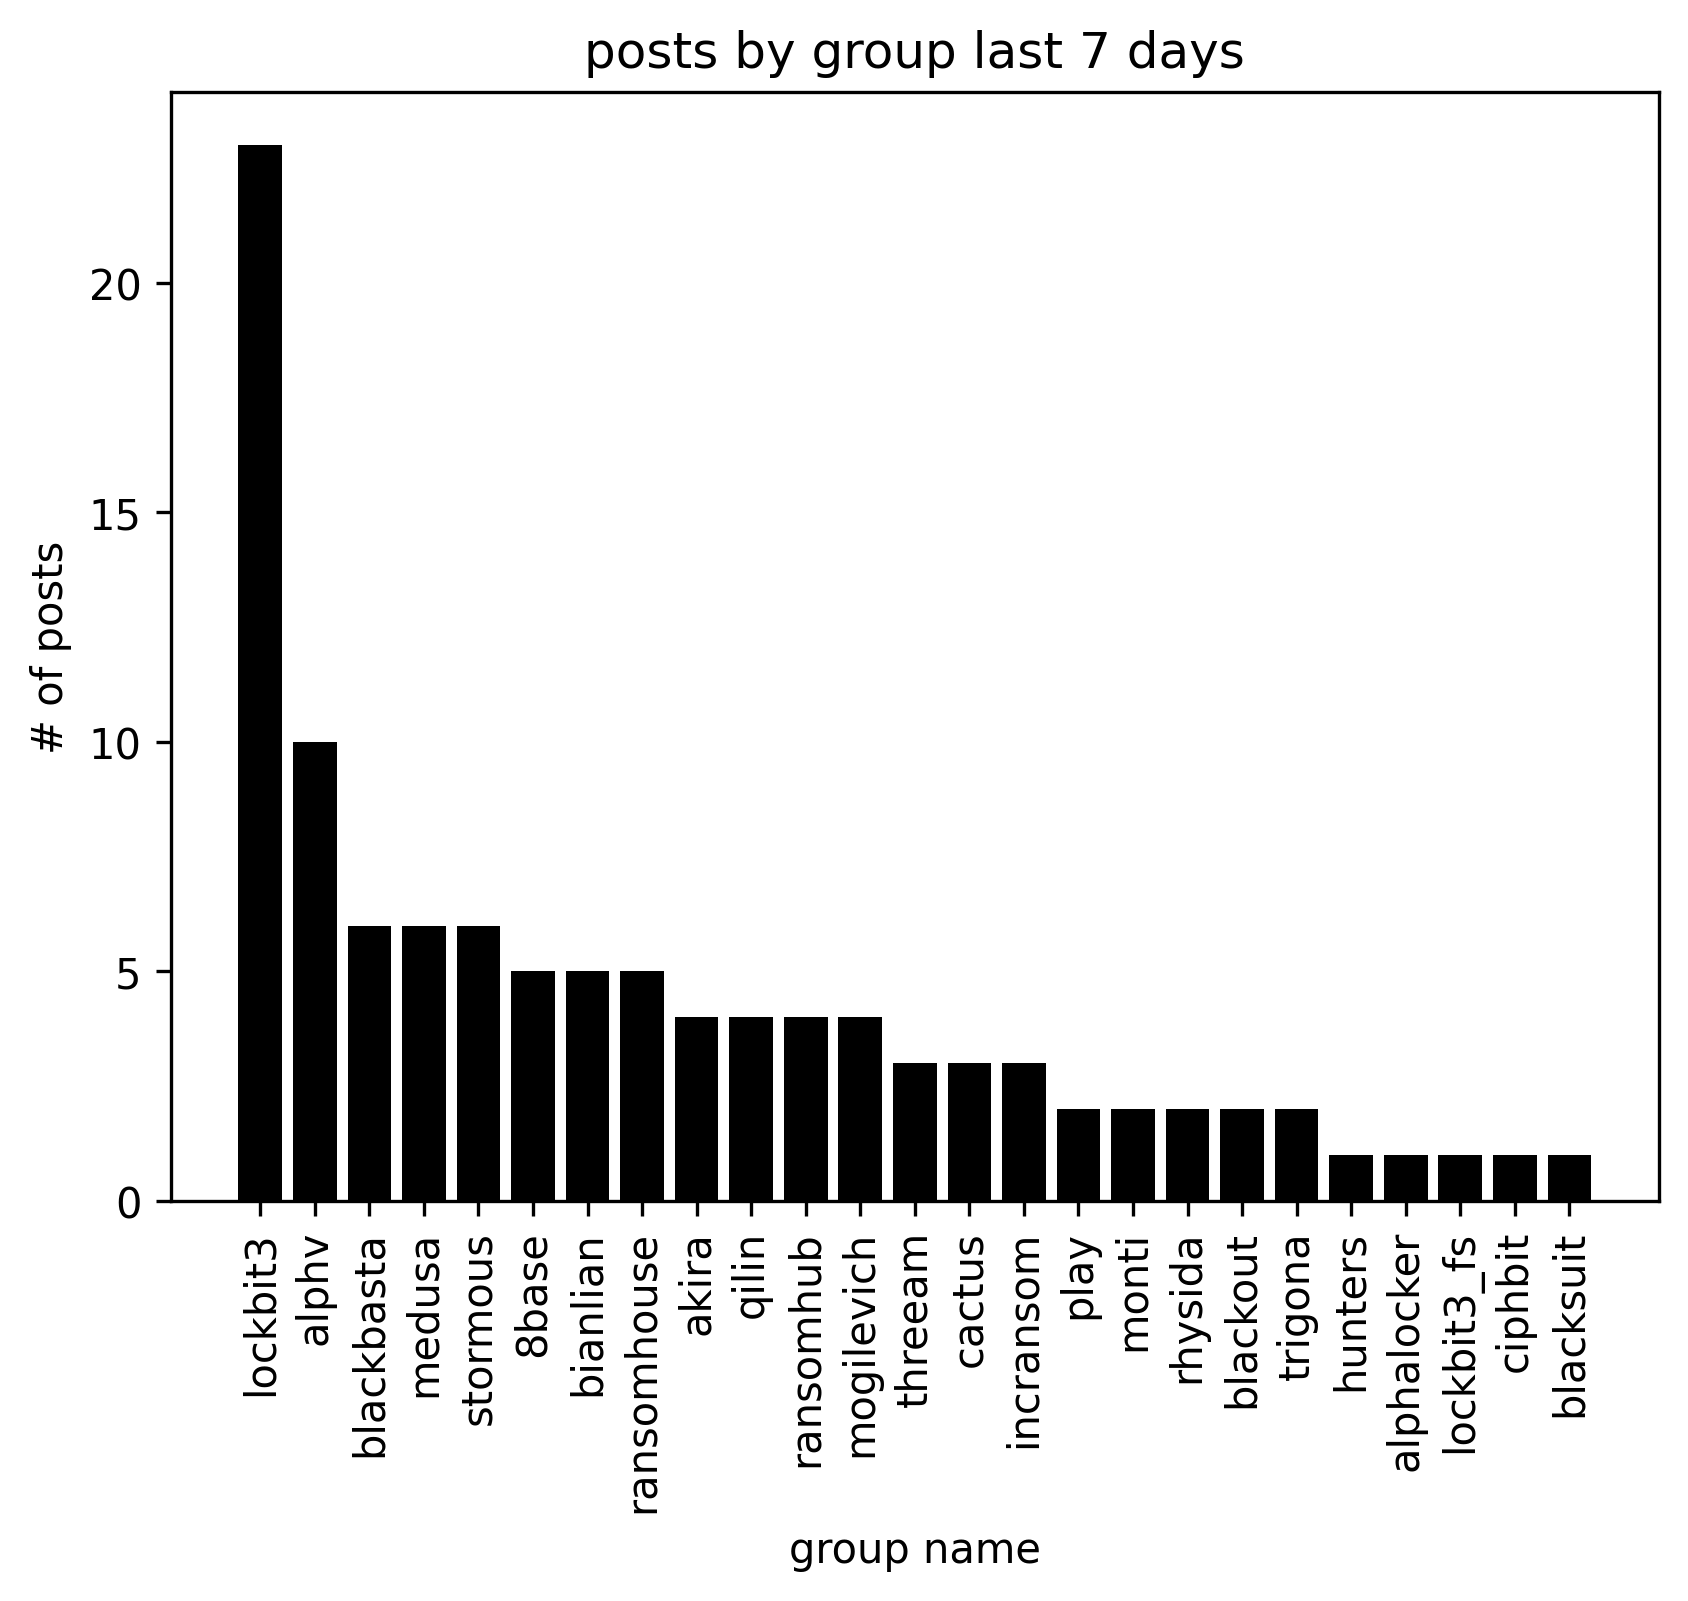 posts by group last 7 days
# of posts
20
15
10
5
0
lockbit3
alphv
blackbasta
medusa
stormous
8base
bianlian
ransomhouse
akira
qilin
ransomhub
mogilevich
threeam
cactus
incransom
play
monti
rhysida
blackout
trigona
hunters
alphalocker
lockbit3_fs
ciphbit
blacksuit
group name